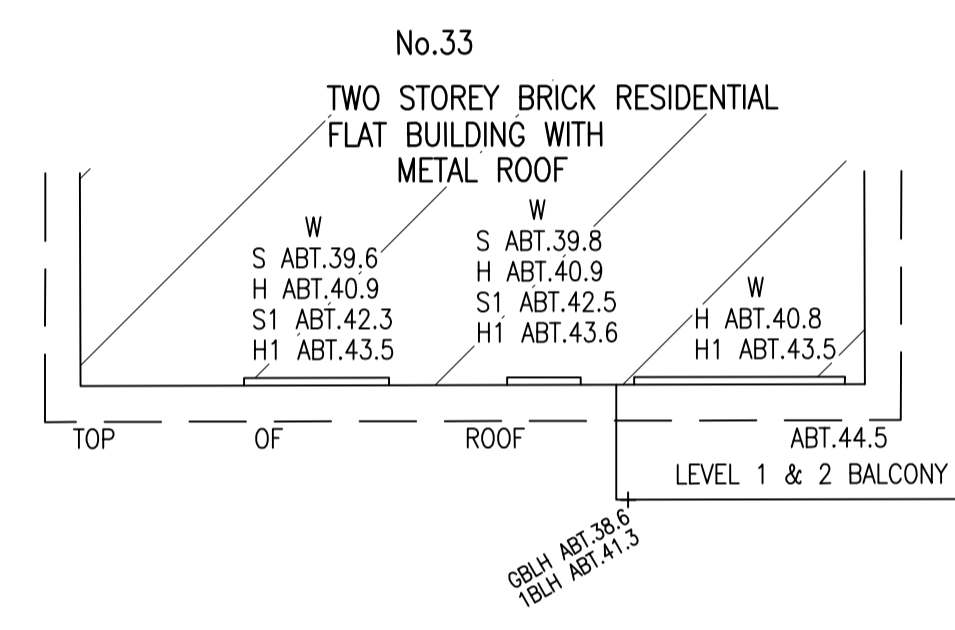 No.33
TWO STOREY BRICK RESIDENTIAL
FLAT BUILDING WITH
METAL ROOF
W
S ABT.39.6
H ABT.40.9
S1 ABT.42.3
H1 ABT.43.5
W
S ABT.39.8
H ABT.40.9
S1 ABT.42.5
H1 ABT.43.6
W
H ABT.40.8
H1 ABT.43.5
TOP OF ROOF ABT.44.5
LEVEL 1 & 2 BALCONY
GBLH ABT.38.6
1BLH ABT.41.3